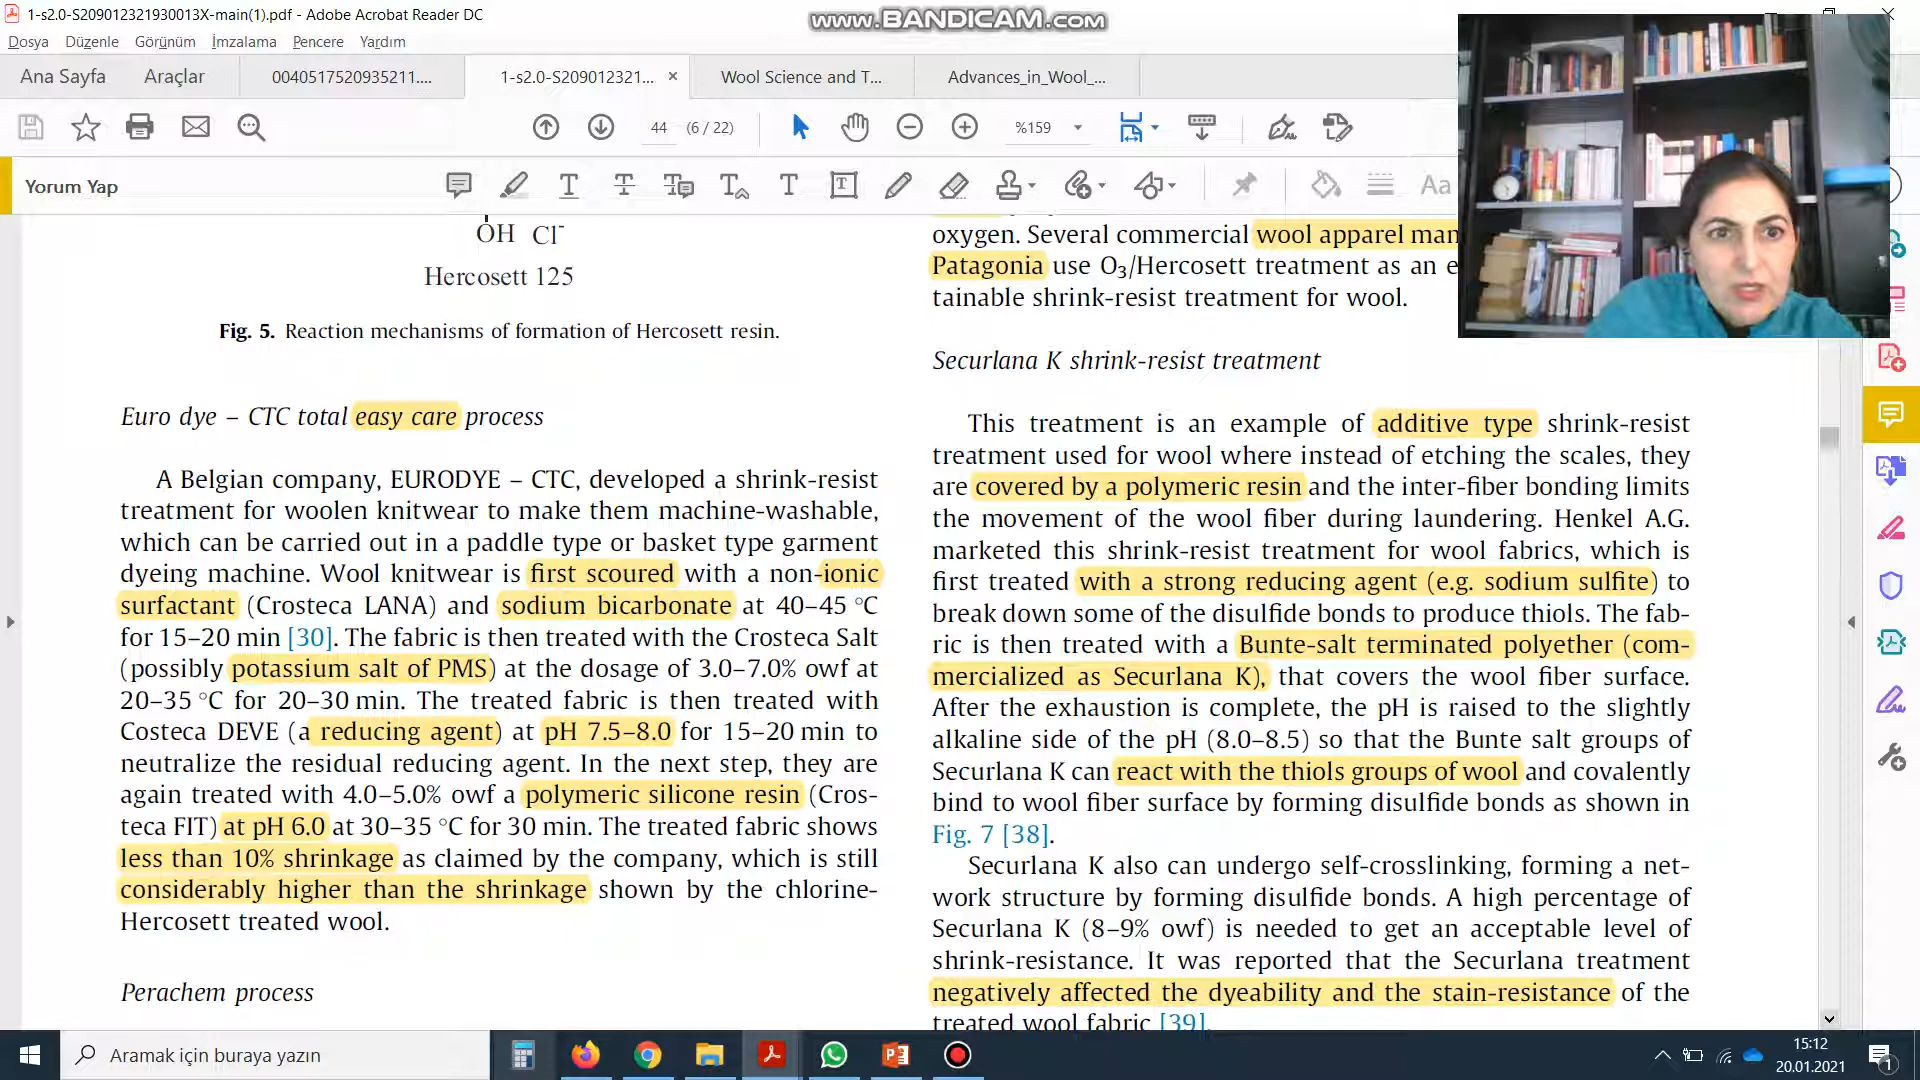 1-s2.0-S209012321930013X-main(1).pdf - Adobe Acrobat Reader DC
www.BANDICAM.com
Dosya Düzenle Görünüm İmzalama Pencere Yardım
Ana Sayfa Araçlar 0040517520935211.... 1-s2.0-S209012321... × Wool Science and T... Advances_in_Wool_...
44 (6 / 22) %159
Yorum Yap
Aa
OH Cl-
Hercosett 125
Fig. 5. Reaction mechanisms of formation of Hercosett resin.
Euro dye – CTC total easy care process
A Belgian company, EURODYE – CTC, developed a shrink-resist
treatment for woolen knitwear to make them machine-washable,
which can be carried out in a paddle type or basket type garment
dyeing machine. Wool knitwear is first scoured with a non-ionic
surfactant (Crosteca LANA) and sodium bicarbonate at 40–45 °C
for 15–20 min [30]. The fabric is then treated with the Crosteca Salt
(possibly potassium salt of PMS) at the dosage of 3.0–7.0% owf at
20–35 °C for 20–30 min. The treated fabric is then treated with
Costeca DEVE (a reducing agent) at pH 7.5–8.0 for 15–20 min to
neutralize the residual reducing agent. In the next step, they are
again treated with 4.0–5.0% owf a polymeric silicone resin (Cros-
teca FIT) at pH 6.0 at 30–35 °C for 30 min. The treated fabric shows
less than 10% shrinkage as claimed by the company, which is still
considerably higher than the shrinkage shown by the chlorine-
Hercosett treated wool.
Perachem process
oxygen. Several commercial wool apparel man
Patagonia use O₃/Hercosett treatment as an e
tainable shrink-resist treatment for wool.
Securlana K shrink-resist treatment
This treatment is an example of additive type shrink-resist
treatment used for wool where instead of etching the scales, they
are covered by a polymeric resin and the inter-fiber bonding limits
the movement of the wool fiber during laundering. Henkel A.G.
marketed this shrink-resist treatment for wool fabrics, which is
first treated with a strong reducing agent (e.g. sodium sulfite) to
break down some of the disulfide bonds to produce thiols. The fab-
ric is then treated with a Bunte-salt terminated polyether (com-
mercialized as Securlana K), that covers the wool fiber surface.
After the exhaustion is complete, the pH is raised to the slightly
alkaline side of the pH (8.0–8.5) so that the Bunte salt groups of
Securlana K can react with the thiols groups of wool and covalently
bind to wool fiber surface by forming disulfide bonds as shown in
Fig. 7 [38].
Securlana K also can undergo self-crosslinking, forming a net-
work structure by forming disulfide bonds. A high percentage of
Securlana K (8–9% owf) is needed to get an acceptable level of
shrink-resistance. It was reported that the Securlana treatment
negatively affected the dyeability and the stain-resistance of the
treated wool fabric [39].
Aramak için buraya yazın
15:12
20.01.2021
1